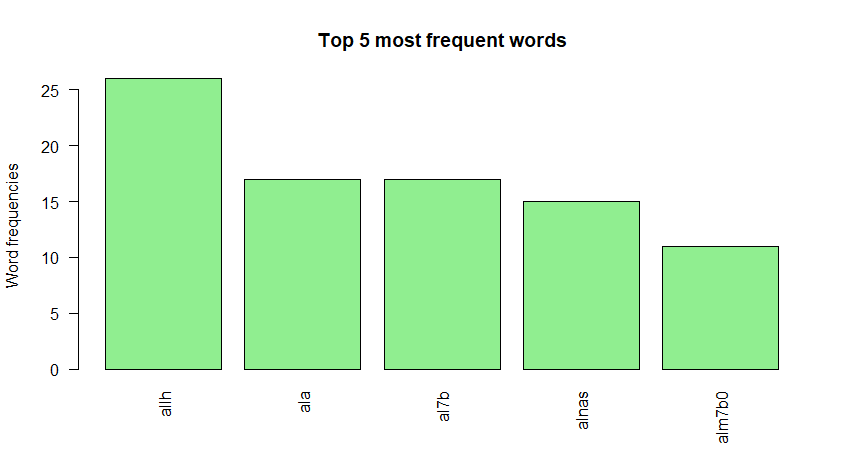 Top 5 most frequent words
Word frequencies
25
20
15
10
5
0
allh
ala
al7b
alnas
alm7b0